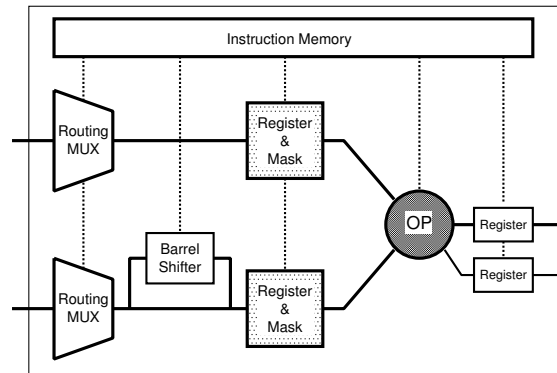 Instruction Memory
Routing
MUX
Register
&
Mask
OP
Register
Barrel
Shifter
Register
Routing
MUX
Register
&
Mask